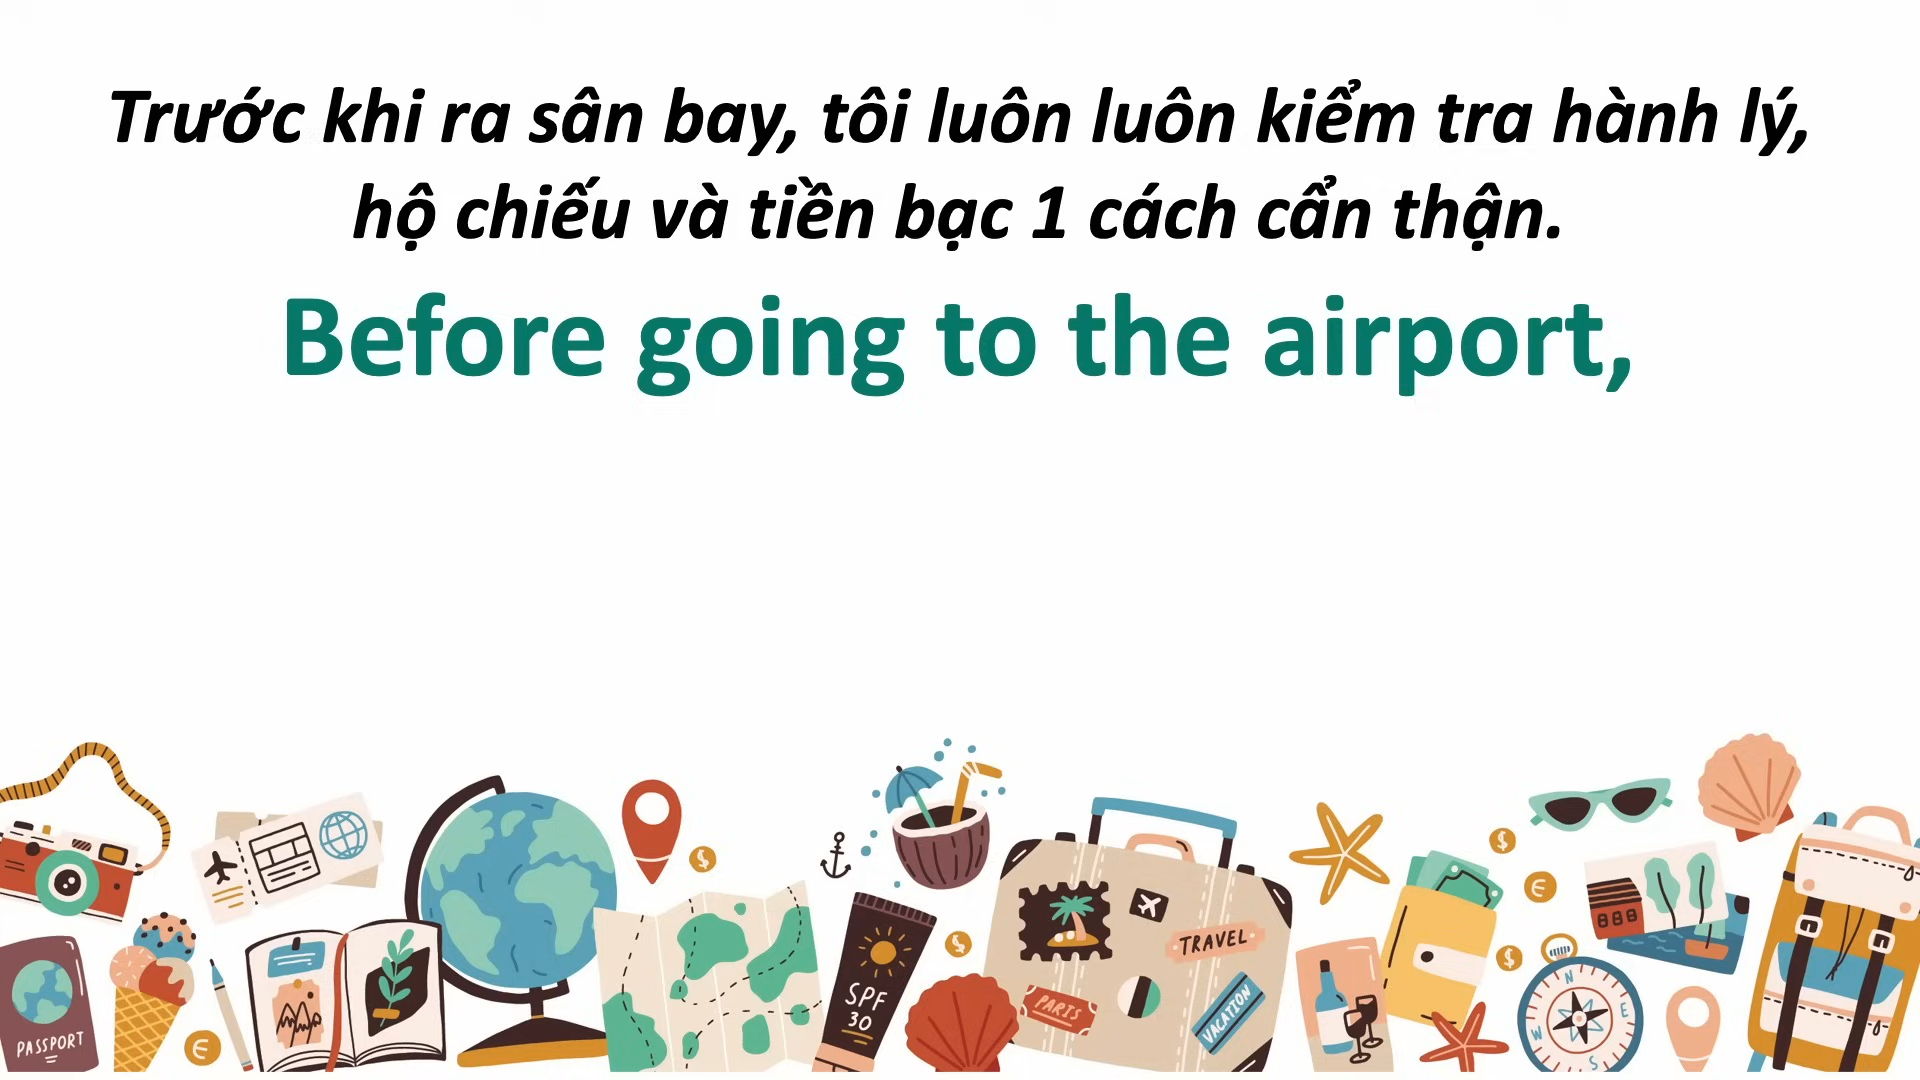 Trước khi ra sân bay, tôi luôn luôn kiểm tra hành lý,
hộ chiếu và tiền bạc 1 cách cẩn thận.
Before going to the airport,
TRAVEL
PARIS
VACATION
SPF
30
PASSPORT
N
E
S
W